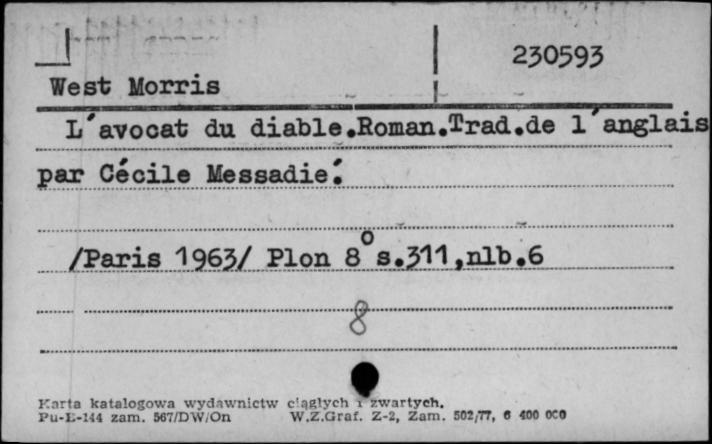 230593
West Morris
L´avocat du diable.Roman.Trad.de l´anglais
par Cécile Messadié.
/Paris 1963/ Plon 8° s.311,nlb.6
8
Karta katalogowa wydawnictw ciągłych i zwartych.
Pu-E-144 zam. 567/DW/On W.Z.Graf. Z-2, Zam. 502/77, 6 400 000